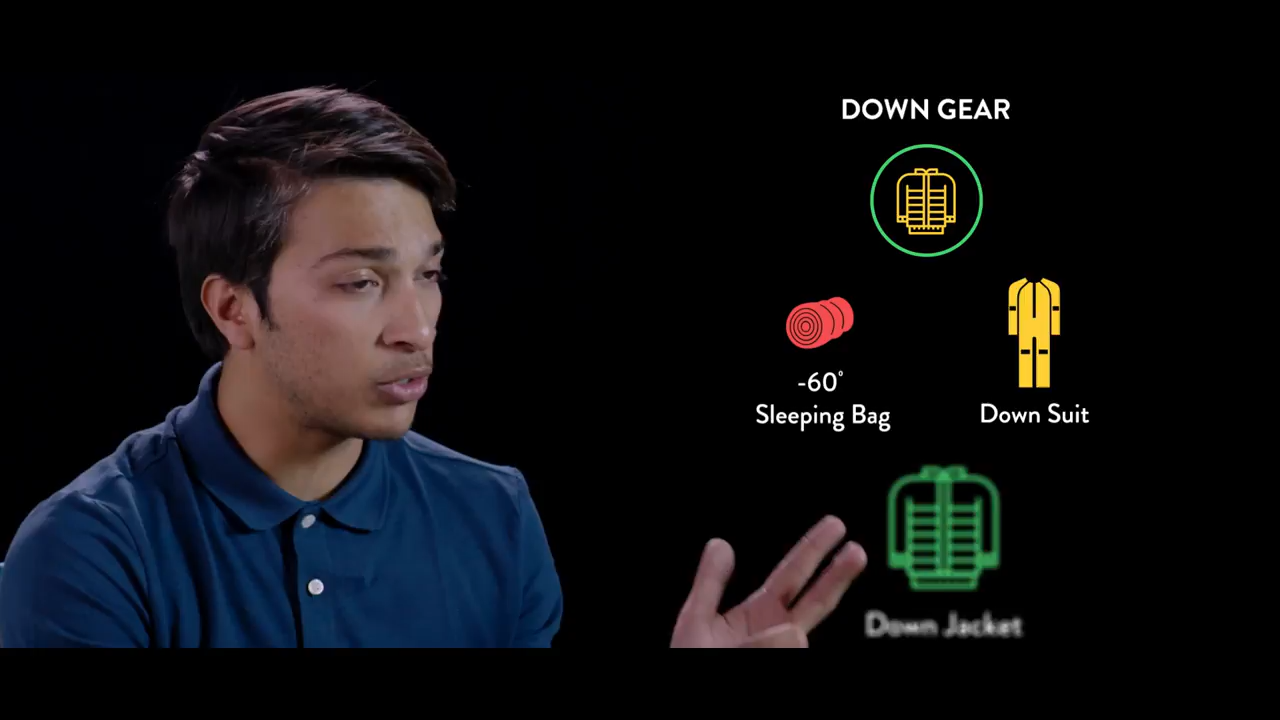 DOWN GEAR
-60°
Sleeping Bag
Down Suit
Down Jacket